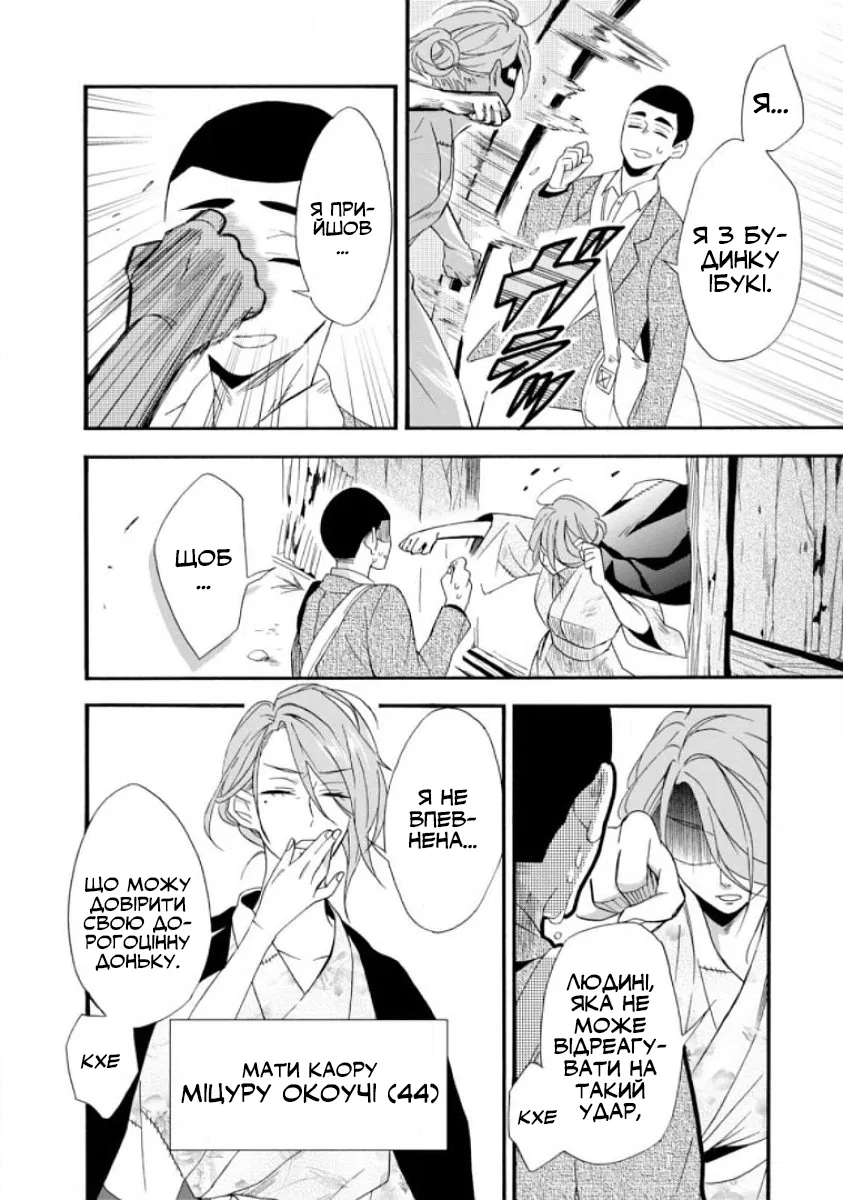 Я...
Я З БУ-
ДИНКУ
ІБУКІ.
Я ПРИ-
ЙШОВ
...
ЩОБ
...
ЛЮДИНІ,
ЯКА НЕ
МОЖЕ
ВІДРЕАГУ-
ВАТИ НА
ТАКИЙ
УДАР,
КХЕ
Я НЕ
ВПЕВ-
НЕНА...
ЩО МОЖУ
ДОВІРИТИ
СВОЮ ДО-
РОГОЦІННУ
ДОНЬКУ.
КХЕ
МАТИ КАОРУ
МІЦУРУ ОКОУЧІ (44)